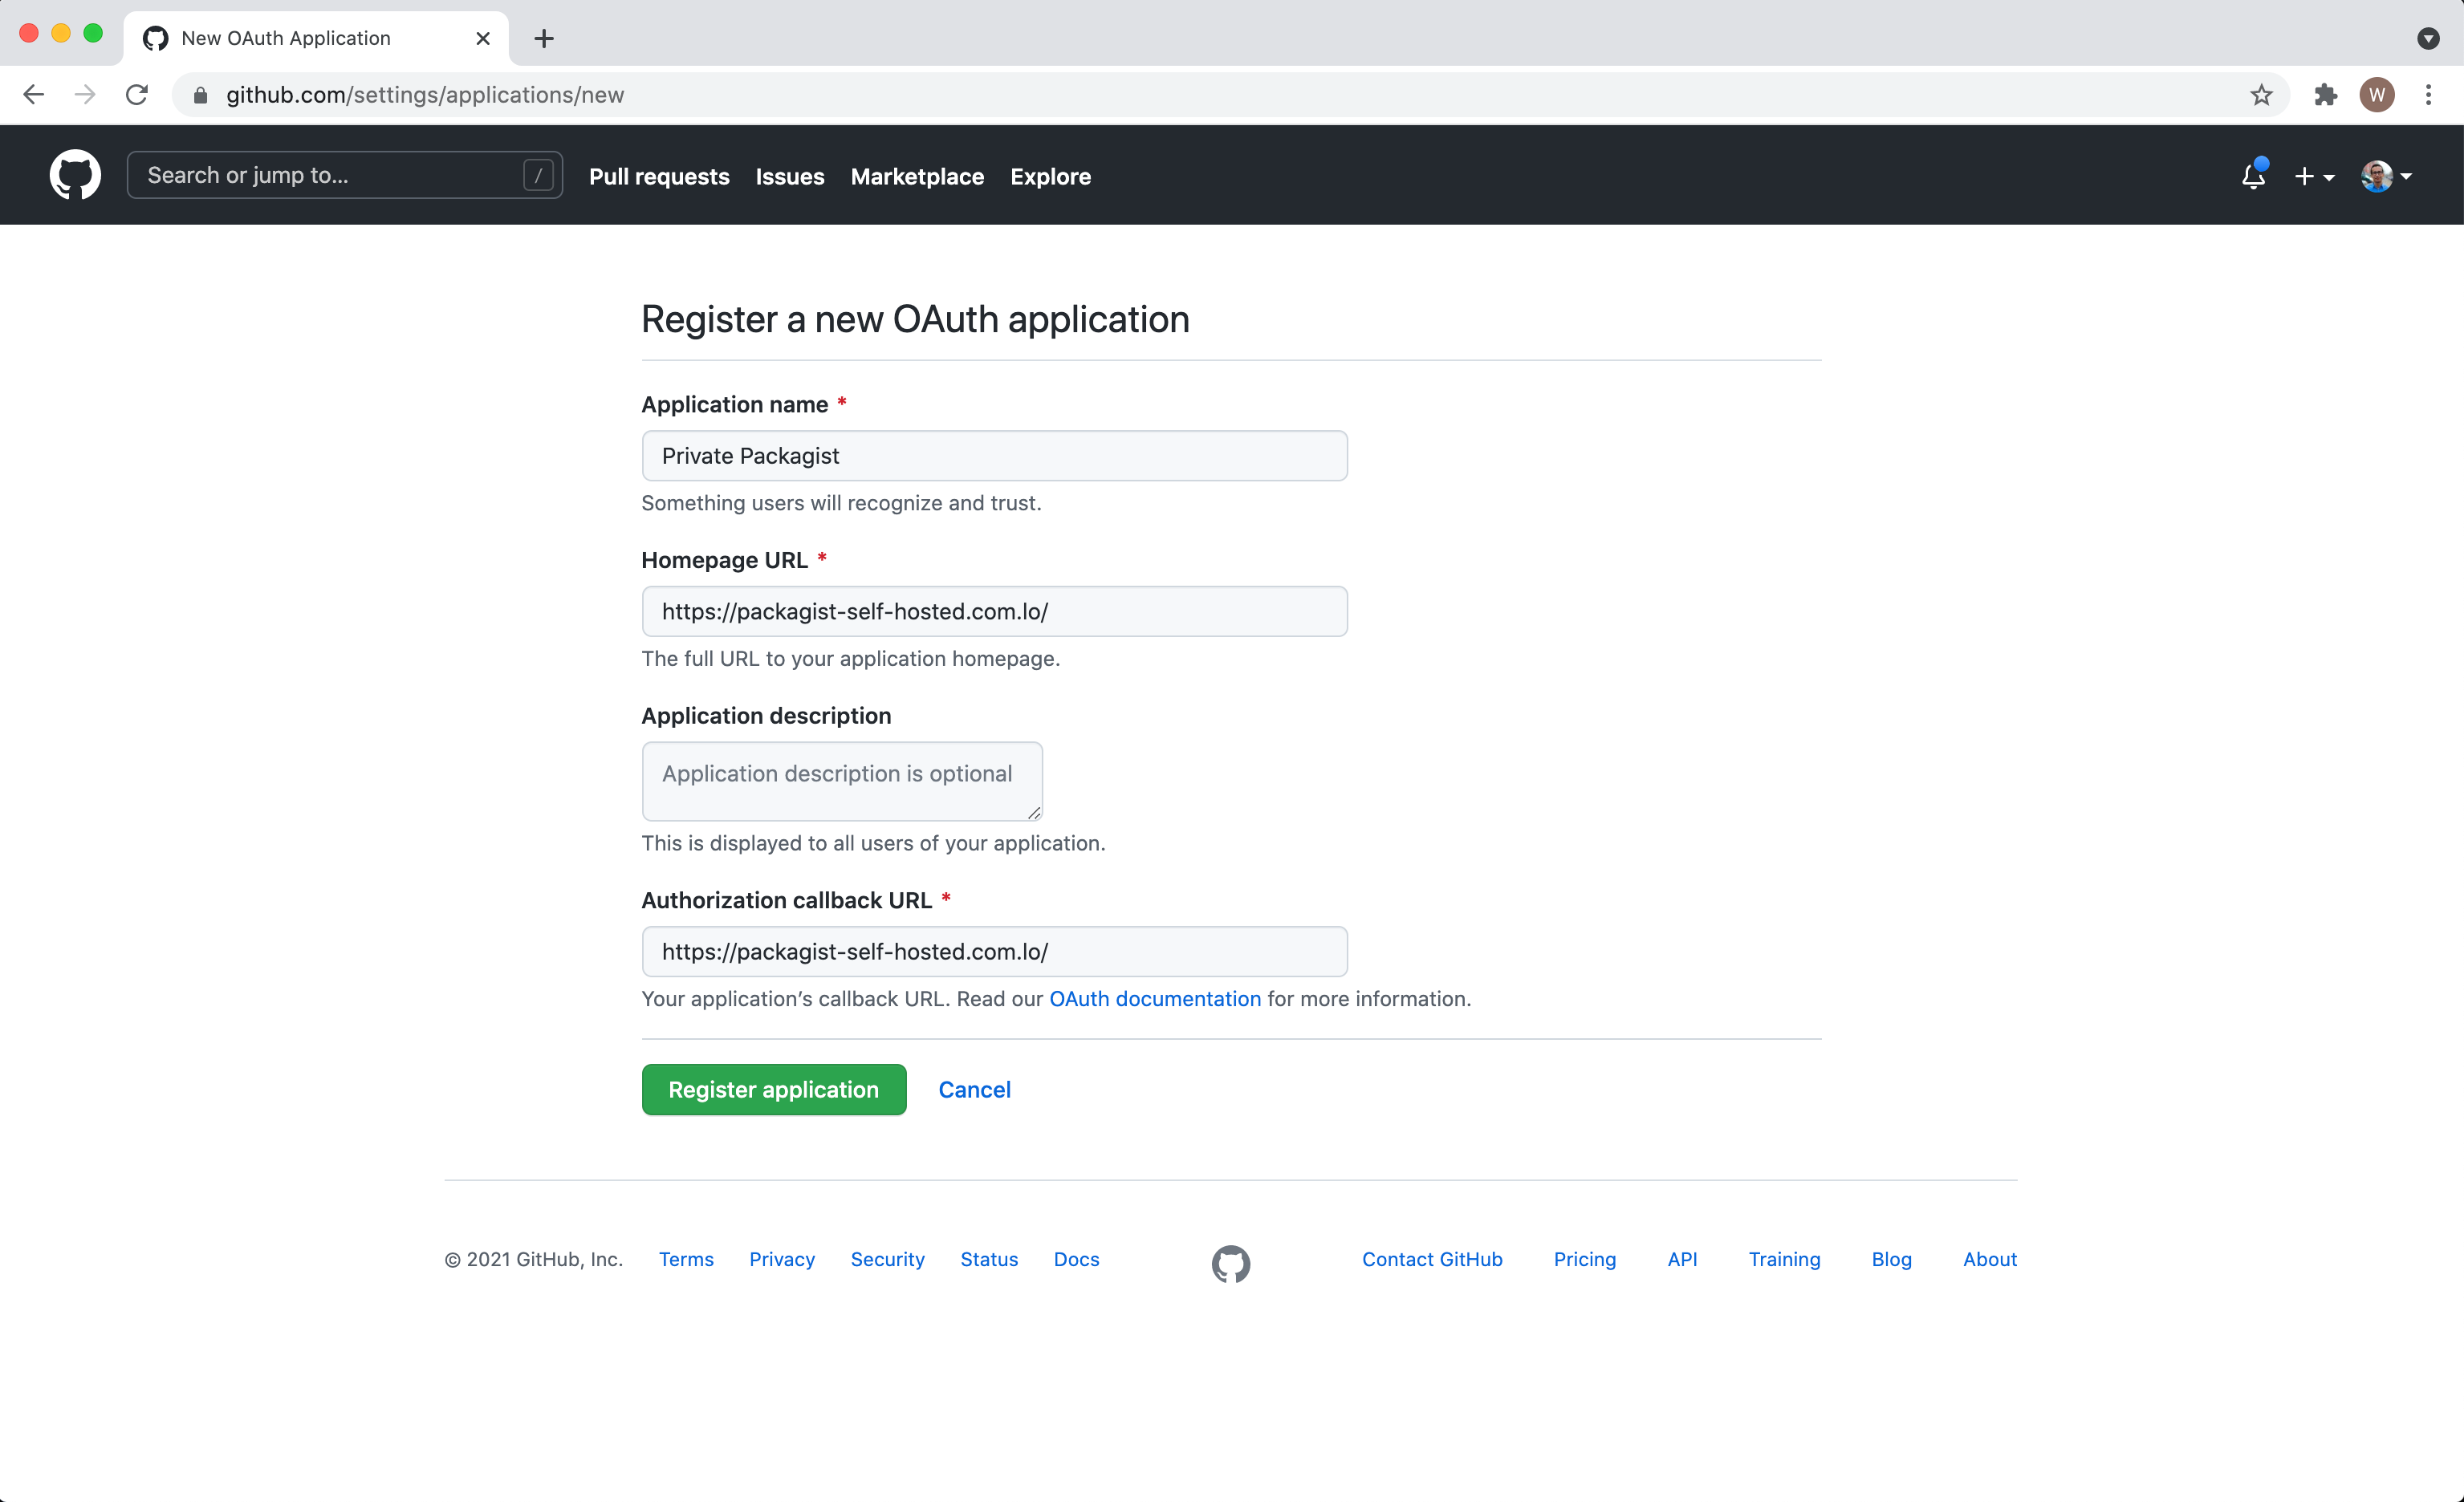 New OAuth Application
github.com/settings/applications/new
W
Search or jump to...
/
Pull requests Issues Marketplace Explore
Register a new OAuth application
Application name *
Private Packagist
Something users will recognize and trust.
Homepage URL *
https://packagist-self-hosted.com.lo/
The full URL to your application homepage.
Application description
Application description is optional
This is displayed to all users of your application.
Authorization callback URL *
https://packagist-self-hosted.com.lo/
Your application’s callback URL. Read our OAuth documentation for more information.
Register application Cancel
© 2021 GitHub, Inc. Terms Privacy Security Status Docs Contact GitHub Pricing API Training Blog About